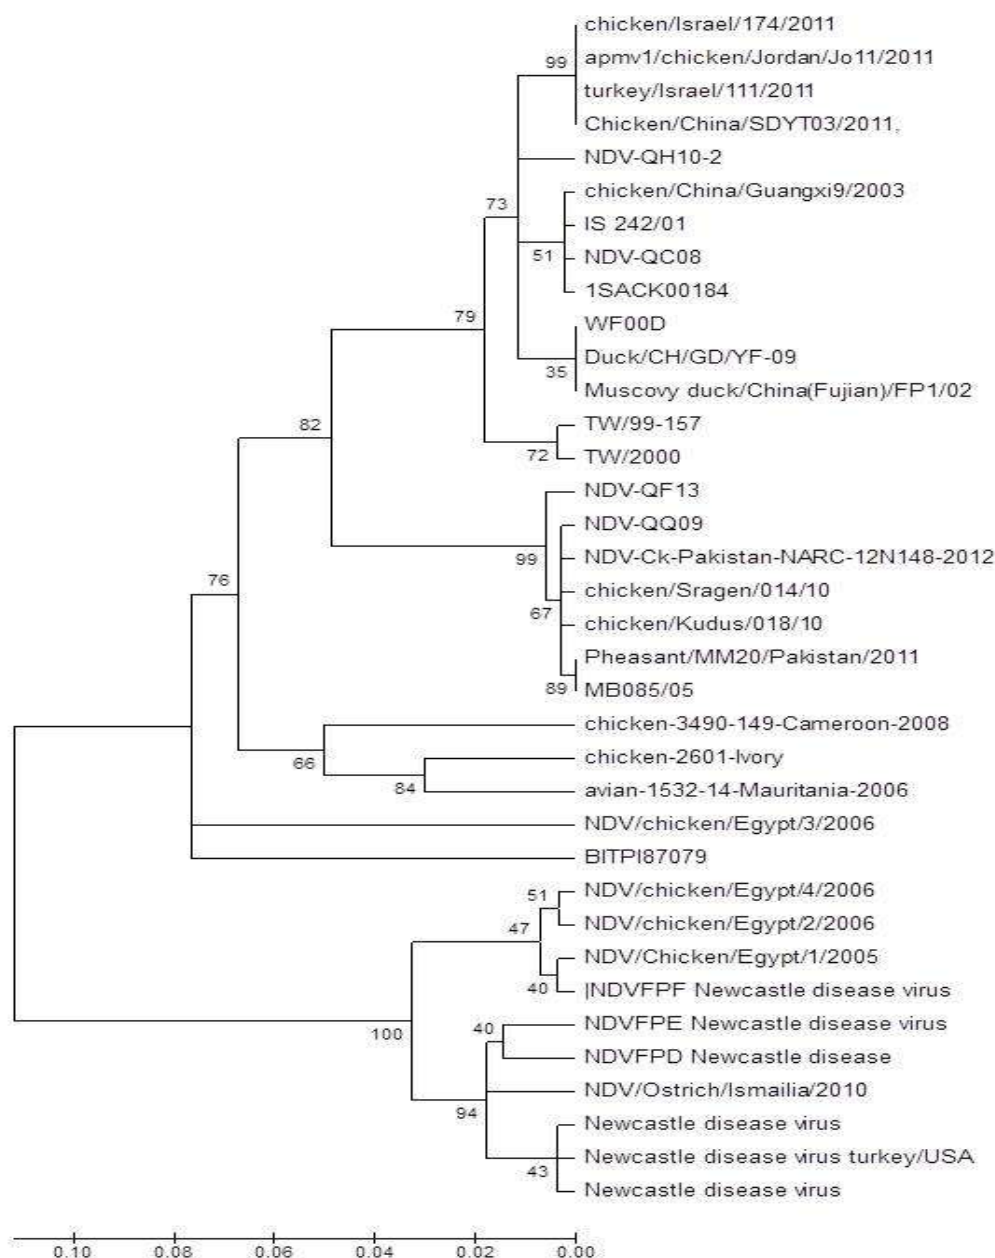 chicken/Israel/174/2011
99
apmv1/chicken/Jordan/Jo11/2011
turkey/Israel/111/2011
Chicken/China/SDYT03/2011,
NDV-QH10-2
73
chicken/China/Guangxi9/2003
IS 242/01
51
NDV-QC08
1SACK00184
79
WF00D
35
Duck/CH/GD/YF-09
Muscovy duck/China(Fujian)/FP1/02
82
TW/99-157
72
TW/2000
NDV-QF13
NDV-QQ09
99
NDV-Ck-Pakistan-NARC-12N148-2012
76
chicken/Sragen/014/10
67
chicken/Kudus/018/10
Pheasant/MM20/Pakistan/2011
89
MB085/05
chicken-3490-149-Cameroon-2008
66
chicken-2601-Ivory
84
avian-1532-14-Mauritania-2006
NDV/chicken/Egypt/3/2006
BITPI87079
51
NDV/chicken/Egypt/4/2006
47
NDV/chicken/Egypt/2/2006
NDV/Chicken/Egypt/1/2005
40
|NDVFPF Newcastle disease virus
100
40
NDVFPE Newcastle disease virus
NDVFPD Newcastle disease
NDV/Ostrich/Ismailia/2010
94
Newcastle disease virus
Newcastle disease virus turkey/USA
43
Newcastle disease virus
0.10 0.08 0.06 0.04 0.02 0.00